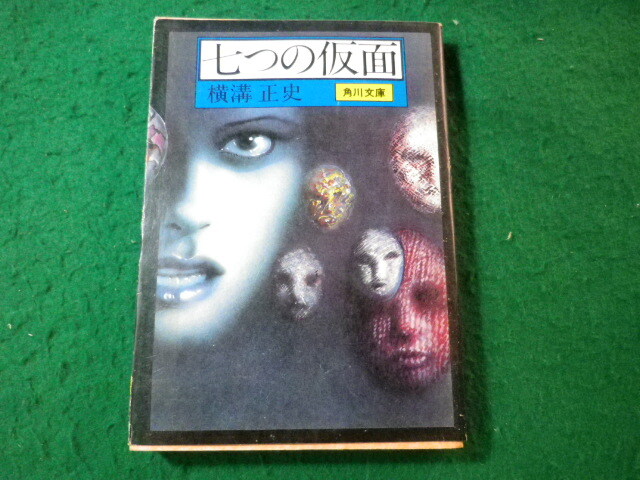 七つの仮面
横溝 正史
角川文庫